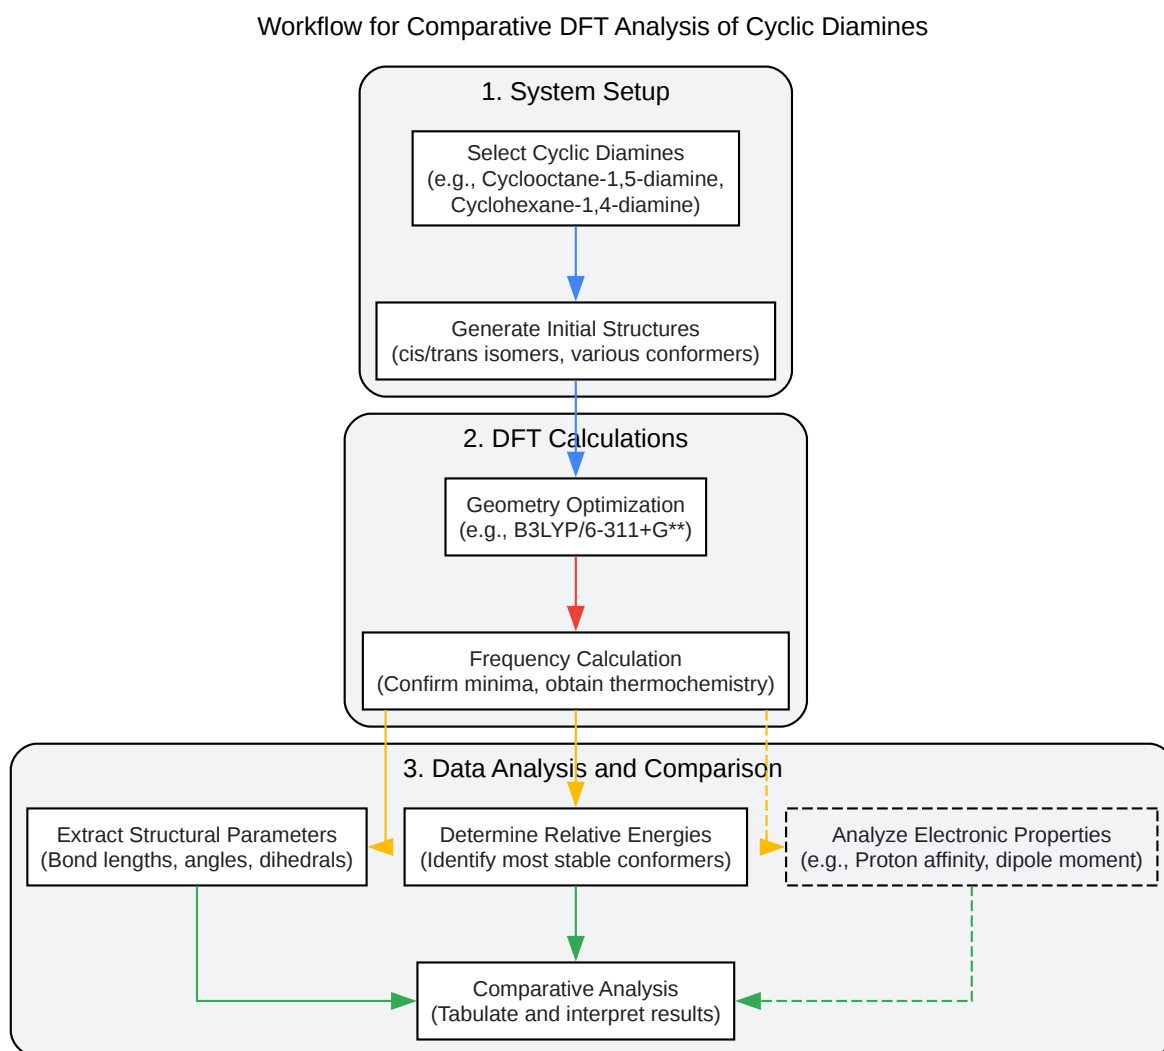 Workflow for Comparative DFT Analysis of Cyclic Diamines
1. System Setup
Select Cyclic Diamines
(e.g., Cyclooctane-1,5-diamine,
Cyclohexane-1,4-diamine)
Generate Initial Structures
(cis/trans isomers, various conformers)
2. DFT Calculations
Geometry Optimization
(e.g., B3LYP/6-311+G**)
Frequency Calculation
(Confirm minima, obtain thermochemistry)
3. Data Analysis and Comparison
Extract Structural Parameters
(Bond lengths, angles, dihedrals)
Determine Relative Energies
(Identify most stable conformers)
Analyze Electronic Properties
(e.g., Proton affinity, dipole moment)
Comparative Analysis
(Tabulate and interpret results)